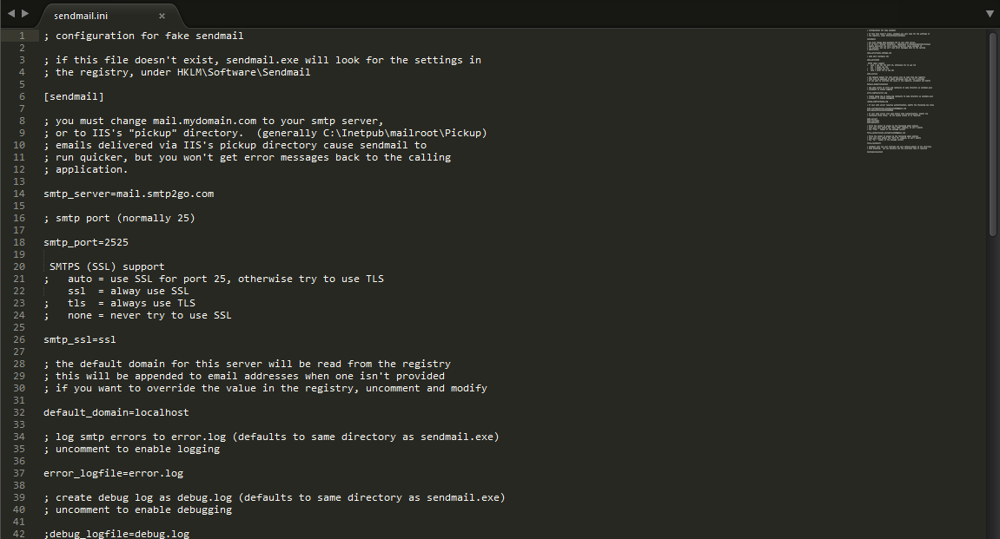 sendmail.ini ×
1 ; configuration for fake sendmail
2
3 ; if this file doesn't exist, sendmail.exe will look for the settings in
4 ; the registry, under HKLM\Software\Sendmail
5
6 [sendmail]
7
8 ; you must change mail.mydomain.com to your smtp server,
9 ; or to IIS's "pickup" directory.  (generally C:\Inetpub\mailroot\Pickup)
10 ; emails delivered via IIS's pickup directory cause sendmail to
11 ; run quicker, but you won't get error messages back to the calling
12 ; application.
13
14 smtp_server=mail.smtp2go.com
15
16 ; smtp port (normally 25)
17
18 smtp_port=2525
19
20  SMTPS (SSL) support
21 ;   auto = use SSL for port 25, otherwise try to use TLS
22     ssl  = alway use SSL
23 ;   tls  = always use TLS
24 ;   none = never try to use SSL
25
26 smtp_ssl=ssl
27
28 ; the default domain for this server will be read from the registry
29 ; this will be appended to email addresses when one isn't provided
30 ; if you want to override the value in the registry, uncomment and modify
31
32 default_domain=localhost
33
34 ; log smtp errors to error.log (defaults to same directory as sendmail.exe)
35 ; uncomment to enable logging
36
37 error_logfile=error.log
38
39 ; create debug log as debug.log (defaults to same directory as sendmail.exe)
40 ; uncomment to enable debugging
41
42 ;debug_logfile=debug.log